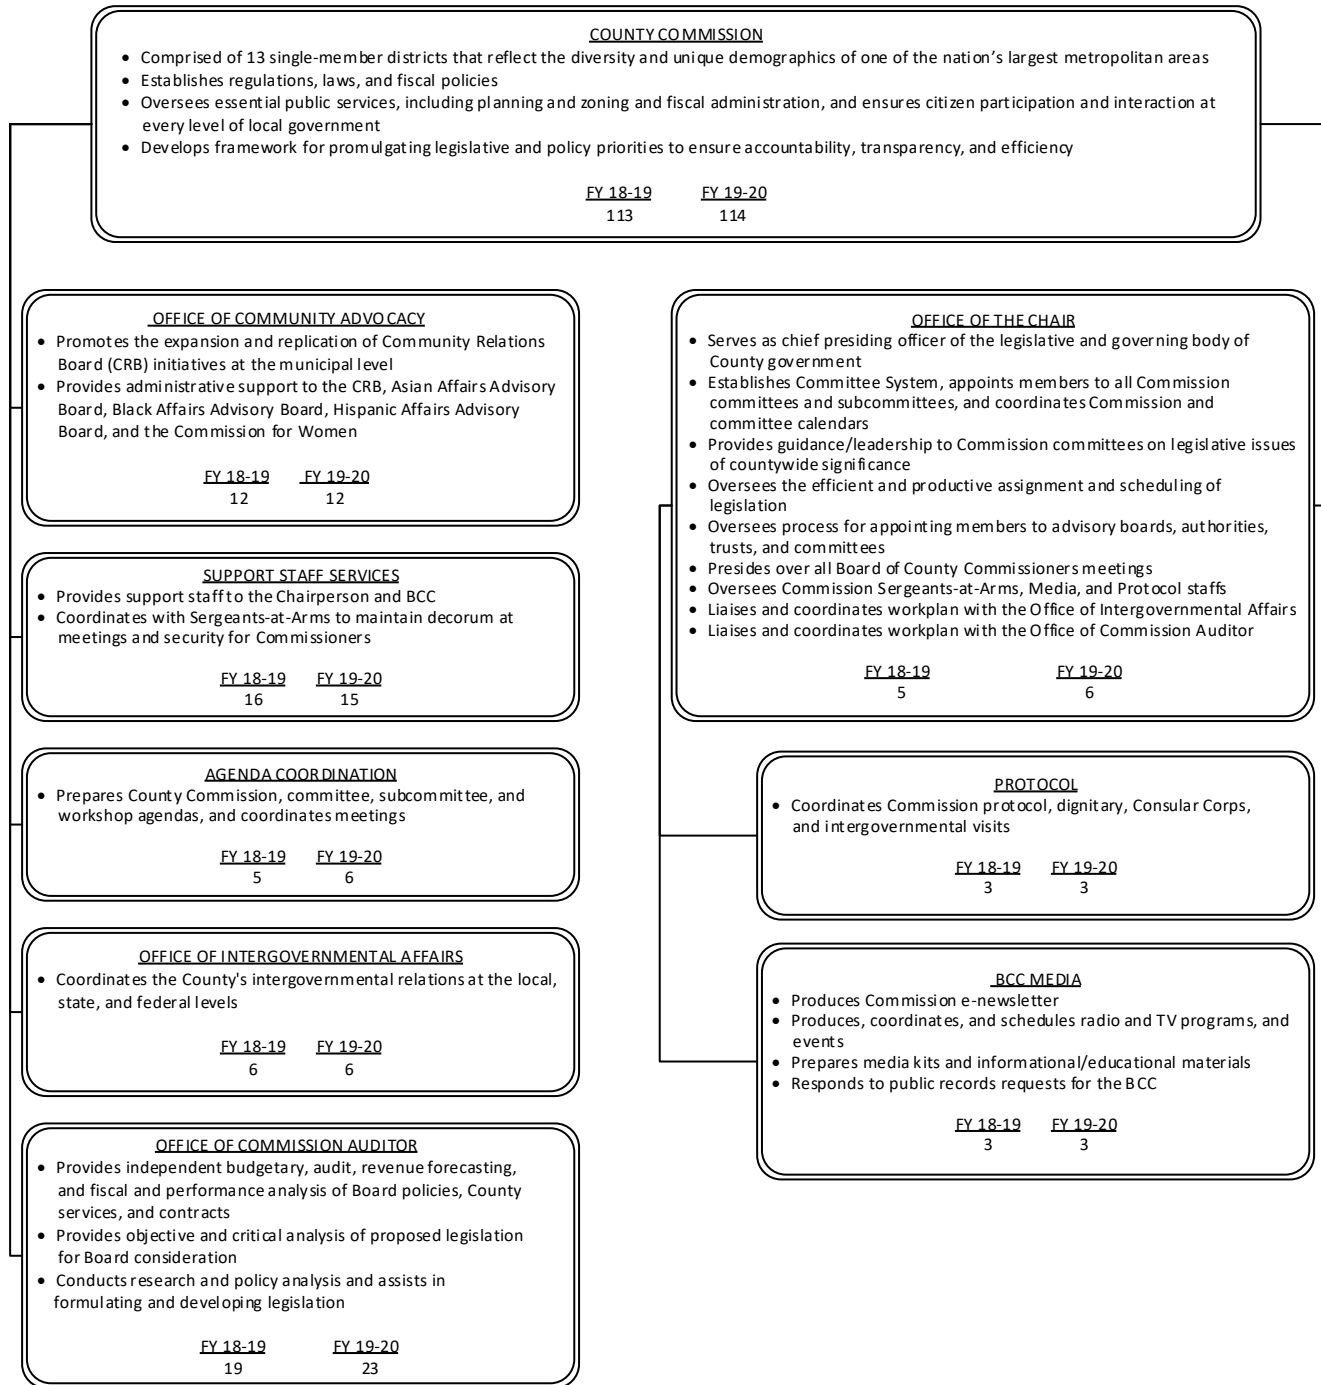 COUNTY COMMISSION
• Comprised of 13 single-member districts that reflect the diversity and unique demographics of one of the nation’s largest metropolitan areas
• Establishes regulations, laws, and fiscal policies
• Oversees essential public services, including planning and zoning and fiscal administration, and ensures citizen participation and interaction at
every level of local government
• Develops framework for promulgating legislative and policy priorities to ensure accountability, transparency, and efficiency
FY 18-19 FY 19-20
113 114
OFFICE OF COMMUNITY ADVOCACY
• Promotes the expansion and replication of Community Relations
Board (CRB) initiatives at the municipal level
• Provides administrative support to the CRB, Asian Affairs Advisory
Board, Black Affairs Advisory Board, Hispanic Affairs Advisory
Board, and the Commission for Women
FY 18-19 FY 19-20
12 12
SUPPORT STAFF SERVICES
• Provides support staff to the Chairperson and BCC
• Coordinates with Sergeants-at-Arms to maintain decorum at
meetings and security for Commissioners
FY 18-19 FY 19-20
16 15
AGENDA COORDINATION
• Prepares County Commission, committee, subcommittee, and
workshop agendas, and coordinates meetings
FY 18-19 FY 19-20
5 6
OFFICE OF INTERGOVERNMENTAL AFFAIRS
• Coordinates the County's intergovernmental relations at the local,
state, and federal levels
FY 18-19 FY 19-20
6 6
OFFICE OF COMMISSION AUDITOR
• Provides independent budgetary, audit, revenue forecasting,
and fiscal and performance analysis of Board policies, County
services, and contracts
• Provides objective and critical analysis of proposed legislation
for Board consideration
• Conducts research and policy analysis and assists in
formulating and developing legislation
FY 18-19 FY 19-20
19 23
OFFICE OF THE CHAIR
• Serves as chief presiding officer of the legislative and governing body of
County government
• Establishes Committee System, appoints members to all Commission
committees and subcommittees, and coordinates Commission and
committee calendars
• Provides guidance/leadership to Commission committees on legislative issues
of countywide significance
• Oversees the efficient and productive assignment and scheduling of
legislation
• Oversees process for appointing members to advisory boards, authorities,
trusts, and committees
• Presides over all Board of County Commissioners meetings
• Oversees Commission Sergeants-at-Arms, Media, and Protocol staffs
• Liaises and coordinates workplan with the Office of Intergovernmental Affairs
• Liaises and coordinates workplan with the Office of Commission Auditor
FY 18-19 FY 19-20
5 6
PROTOCOL
• Coordinates Commission protocol, dignitary, Consular Corps,
and intergovernmental visits
FY 18-19 FY 19-20
3 3
BCC MEDIA
• Produces Commission e-newsletter
• Produces, coordinates, and schedules radio and TV programs, and
events
• Prepares media kits and informational/educational materials
• Responds to public records requests for the BCC
FY 18-19 FY 19-20
3 3